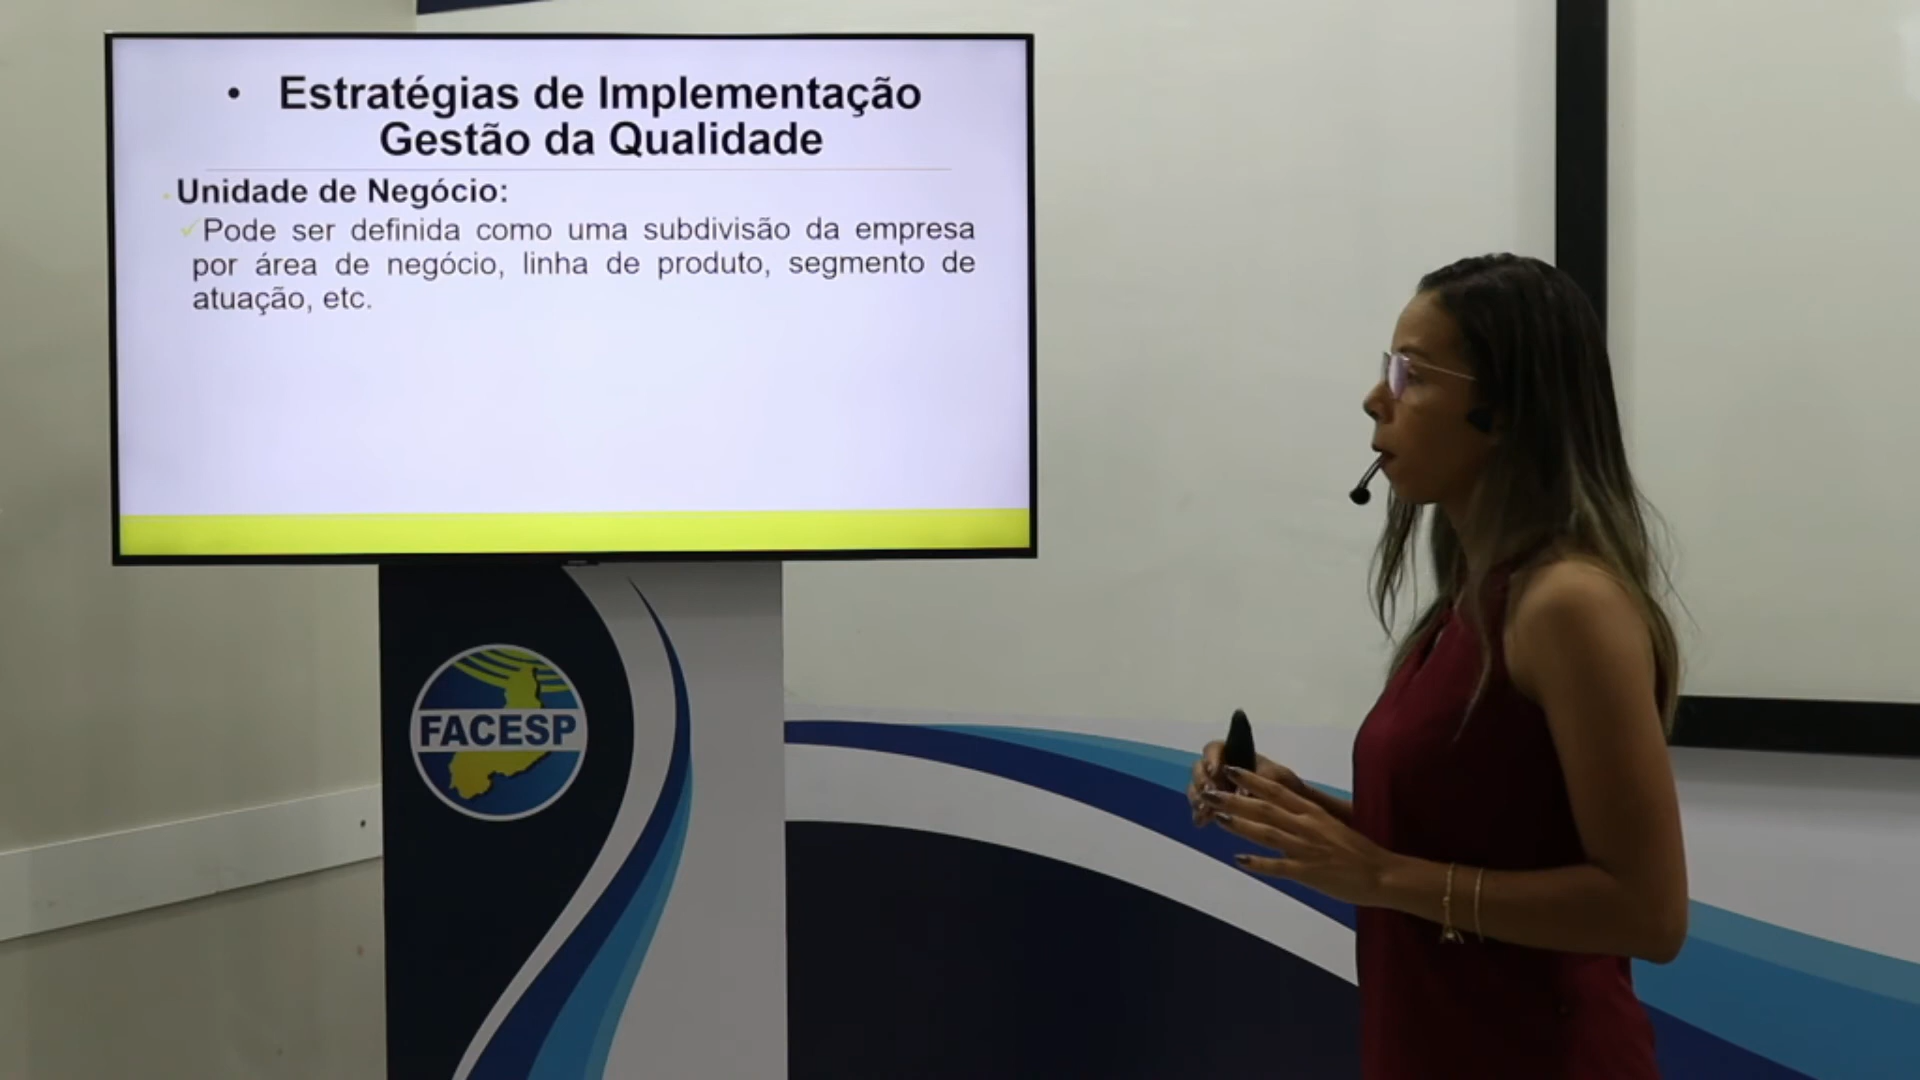 • Estratégias de Implementação
Gestão da Qualidade
Unidade de Negócio:
✓Pode ser definida como uma subdivisão da empresa
por área de negócio, linha de produto, segmento de
atuação, etc.
FACESP